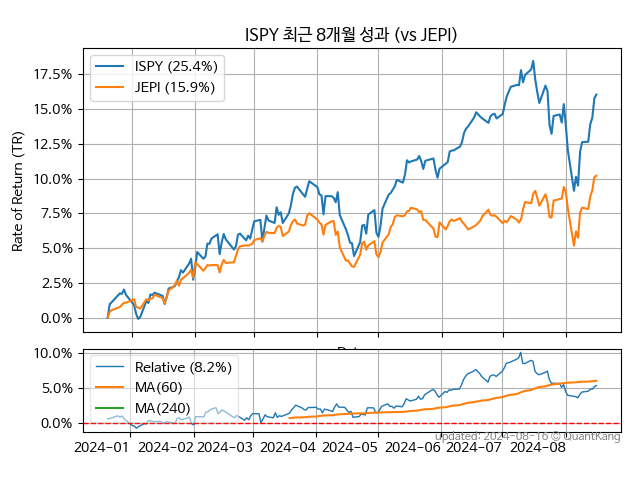 ISPY 최근 8개월 성과 (vs JEPI)
Rate of Return (TR)
17.5%
15.0%
12.5%
10.0%
7.5%
5.0%
2.5%
0.0%
ISPY (25.4%)
JEPI (15.9%)
10.0%
5.0%
0.0%
Relative (8.2%)
MA(60)
MA(240)
2024-01 2024-02 2024-03 2024-04 2024-05 2024-06 2024-07 2024-08
Updated: 2024-08-16 © QuantKang